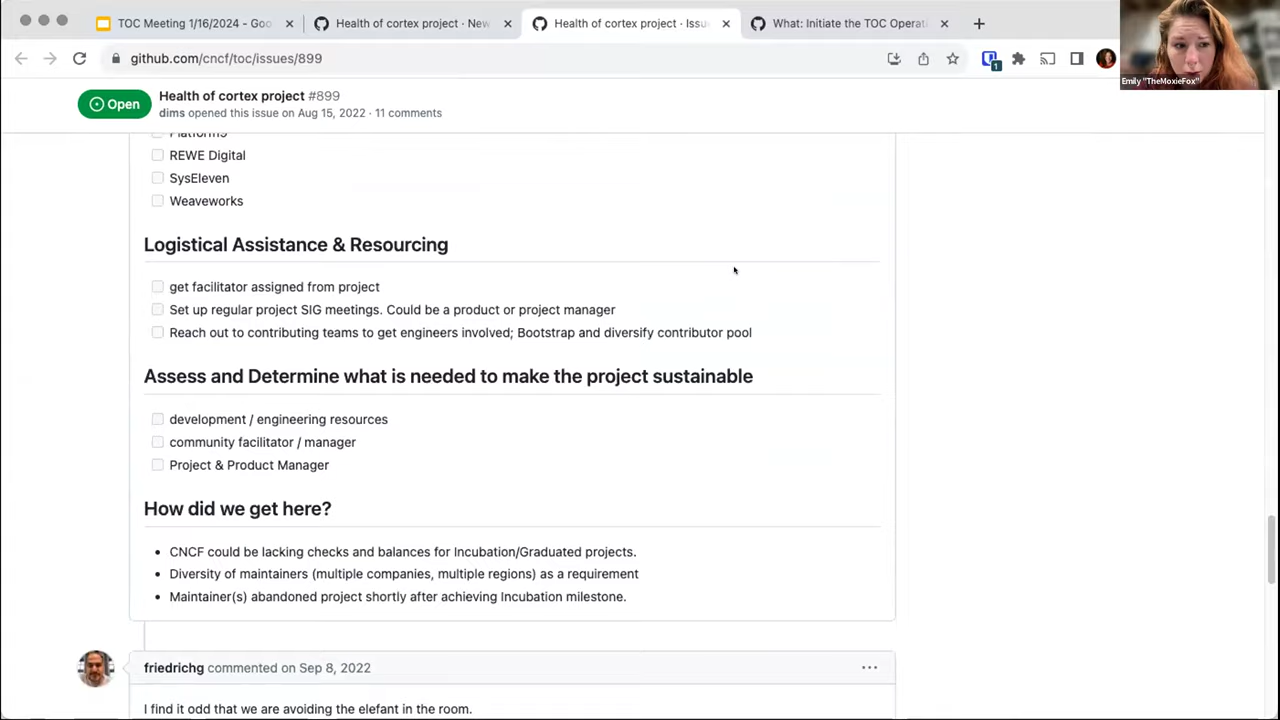 TOC Meeting 1/16/2024 - Goo
Health of cortex project · New
Health of cortex project · Issu
What: Initiate the TOC Operati
github.com/cncf/toc/issues/899
1
Emily "TheMoxieFox"
Open
Health of cortex project #899
dims opened this issue on Aug 15, 2022 · 11 comments
Platform9
REWE Digital
SysEleven
Weaveworks
Logistical Assistance & Resourcing
get facilitator assigned from project
Set up regular project SIG meetings. Could be a product or project manager
Reach out to contributing teams to get engineers involved; Bootstrap and diversify contributor pool
Assess and Determine what is needed to make the project sustainable
development / engineering resources
community facilitator / manager
Project & Product Manager
How did we get here?
CNCF could be lacking checks and balances for Incubation/Graduated projects.
Diversity of maintainers (multiple companies, multiple regions) as a requirement
Maintainer(s) abandoned project shortly after achieving Incubation milestone.
friedrichg commented on Sep 8, 2022
I find it odd that we are avoiding the elefant in the room.